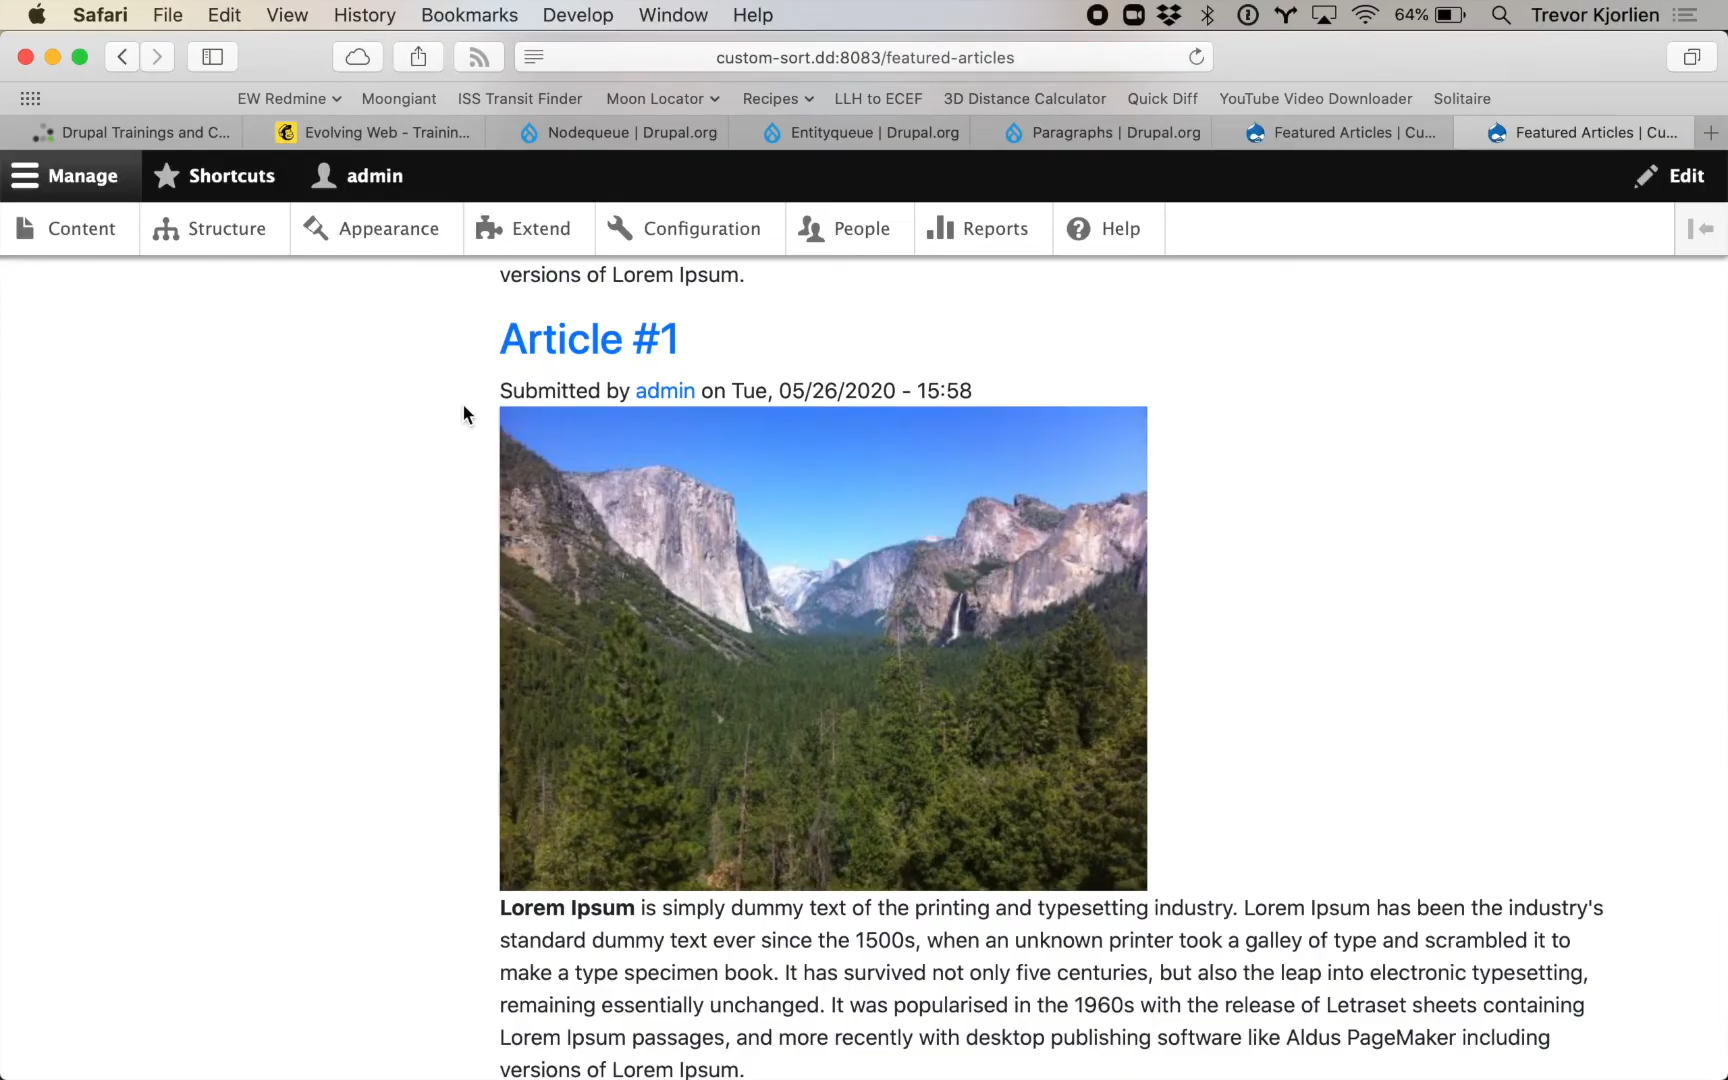 Safari File Edit View History Bookmarks Develop Window Help 64% Trevor Kjorlien
custom-sort.dd:8083/featured-articles
EW Redmine Moongiant ISS Transit Finder Moon Locator Recipes LLH to ECEF 3D Distance Calculator Quick Diff YouTube Video Downloader Solitaire
Drupal Trainings and C... Evolving Web - Trainin... Nodequeue | Drupal.org Entityqueue | Drupal.org Paragraphs | Drupal.org Featured Articles | Cu... Featured Articles | Cu...
Manage Shortcuts admin Edit
Content Structure Appearance Extend Configuration People Reports Help
versions of Lorem Ipsum.
Article #1
Submitted by admin on Tue, 05/26/2020 - 15:58
Lorem Ipsum is simply dummy text of the printing and typesetting industry. Lorem Ipsum has been the industry's
standard dummy text ever since the 1500s, when an unknown printer took a galley of type and scrambled it to
make a type specimen book. It has survived not only five centuries, but also the leap into electronic typesetting,
remaining essentially unchanged. It was popularised in the 1960s with the release of Letraset sheets containing
Lorem Ipsum passages, and more recently with desktop publishing software like Aldus PageMaker including
versions of Lorem Ipsum.